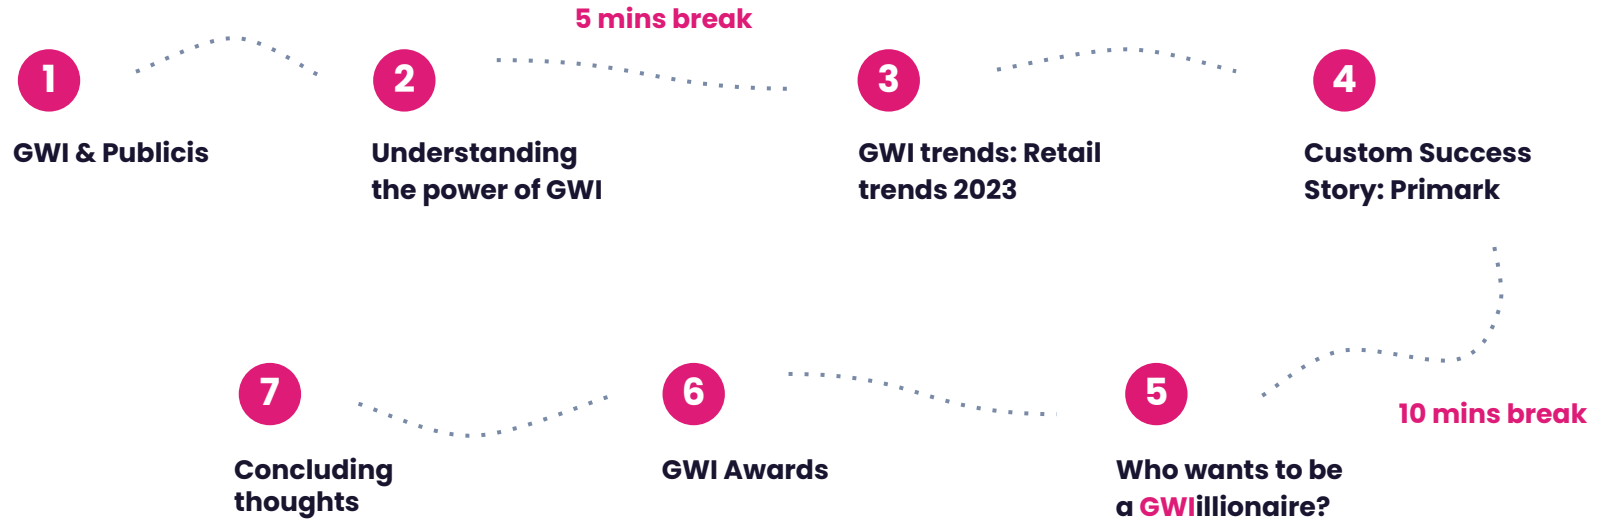 1
GWI & Publicis
2
Understanding
the power of GWI
5 mins break
3
GWI trends: Retail
trends 2023
4
Custom Success
Story: Primark
10 mins break
5
Who wants to be
a GWIillionaire?
6
GWI Awards
7
Concluding
thoughts